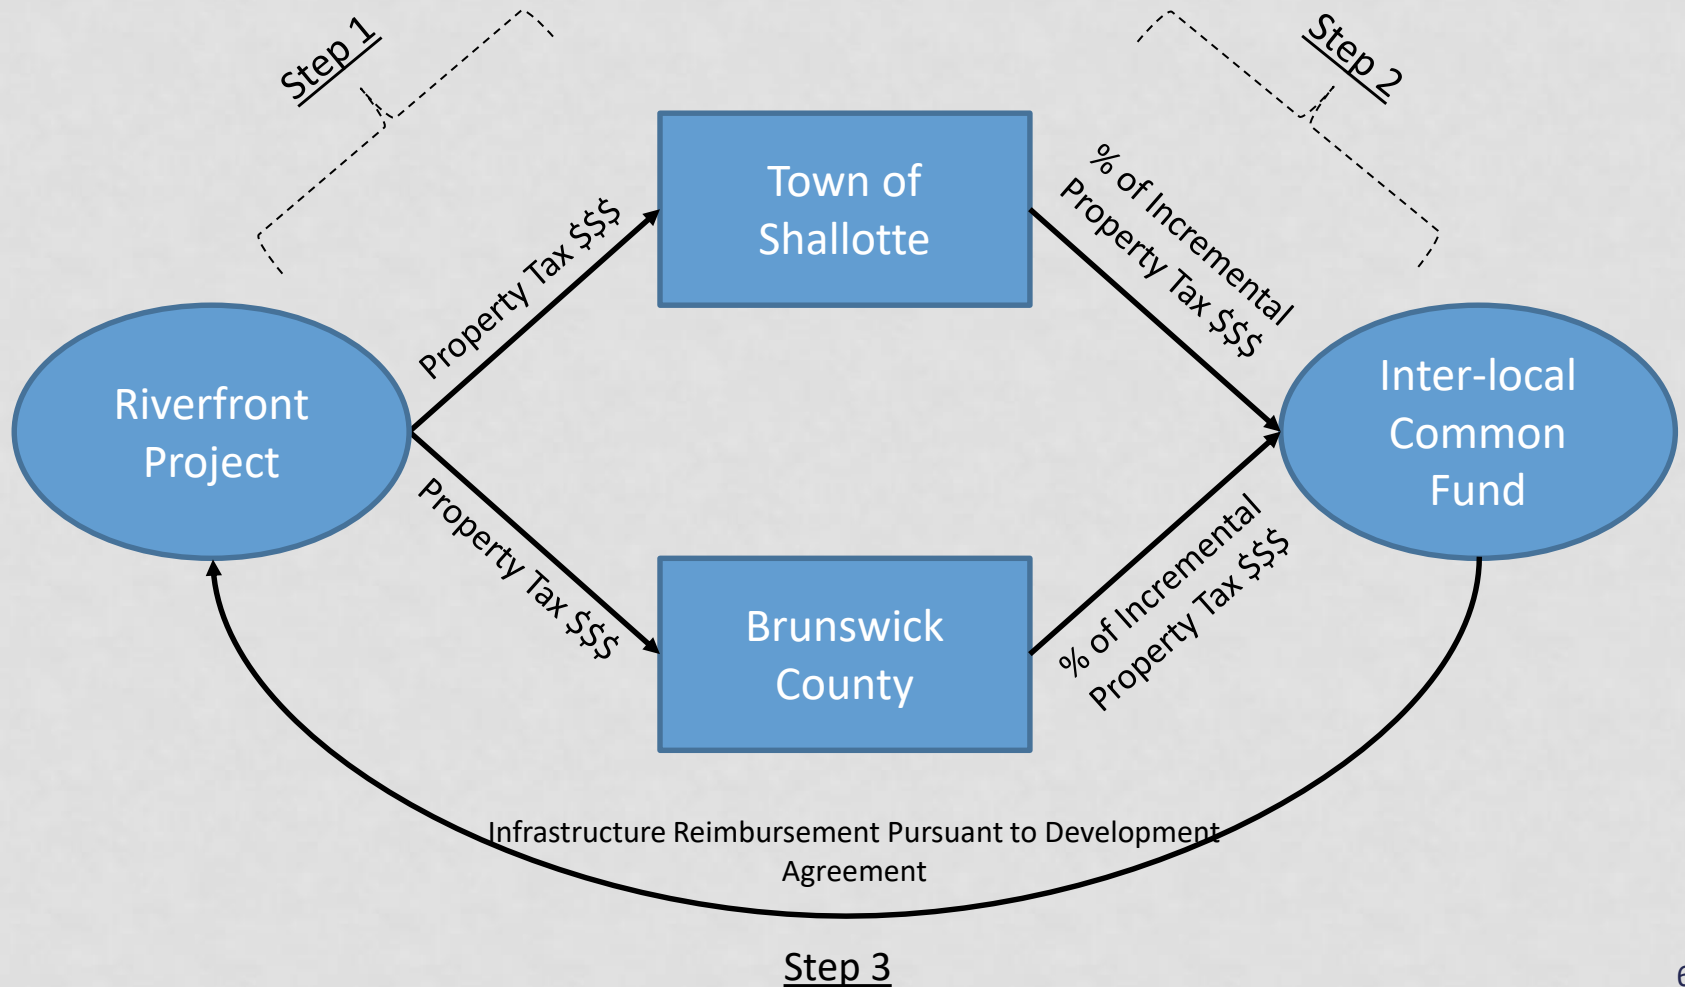 Step 1
Step 2
Town of
Shallotte
Property Tax $$$
% of Incremental
Property Tax $$$
Riverfront
Project
Inter-local
Common
Fund
Property Tax $$$
Brunswick
County
% of Incremental
Property Tax $$$
Infrastructure Reimbursement Pursuant to Development
Agreement
Step 3
6